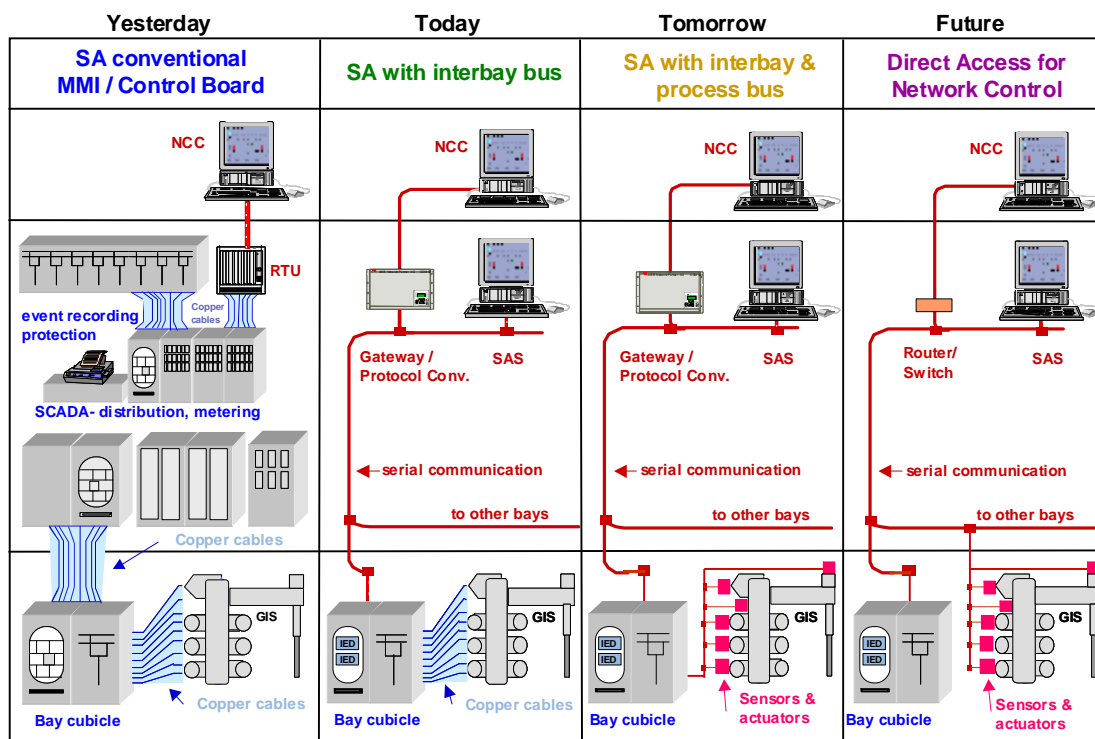 Yesterday
Today
Tomorrow
Future
SA conventional
MMI / Control Board
SA with interbay bus
SA with interbay &
process bus
Direct Access for
Network Control
NCC
NCC
NCC
NCC
RTU
event recording
protection
Copper
cables
SCADA- distribution, metering
Gateway /
Protocol Conv.
SAS
Gateway /
Protocol Conv.
SAS
Router/
Switch
SAS
serial communication
serial communication
serial communication
to other bays
to other bays
to other bays
Copper cables
GIS
Copper cables
Bay cubicle
IED
IED
GIS
Copper cables
Bay cubicle
IED
IED
GIS
Sensors &
actuators
Bay cubicle
IED
IED
GIS
Sensors &
actuators
Bay cubicle